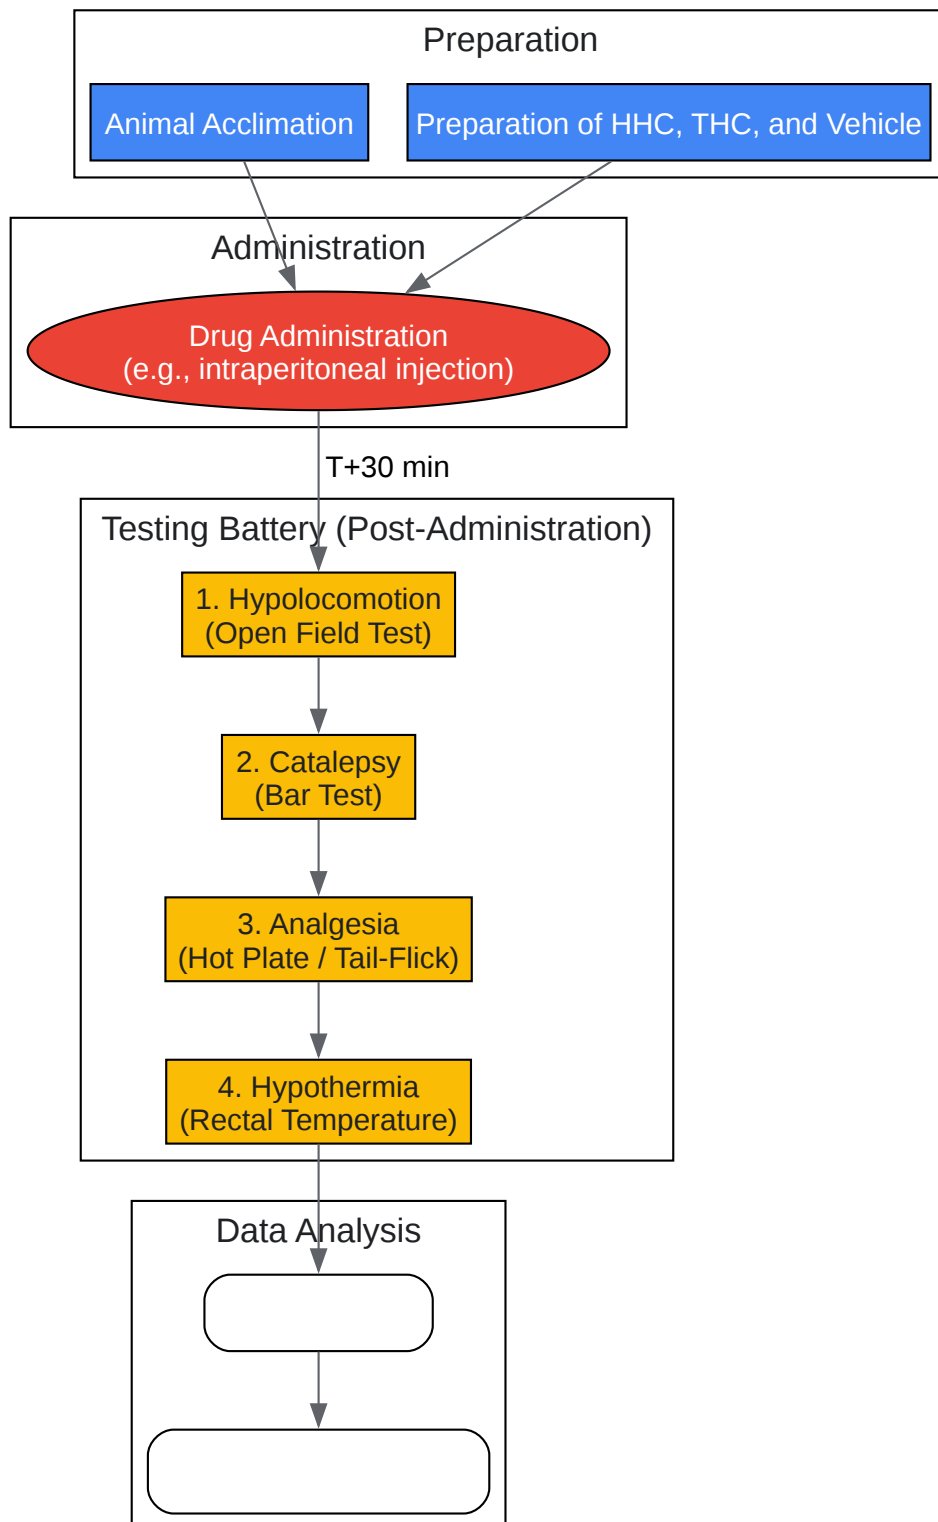 Preparation
Animal Acclimation
Preparation of HHC, THC, and Vehicle
Administration
Drug Administration
(e.g., intraperitoneal injection)
T+30 min
Testing Battery (Post-Administration)
1. Hypolocomotion
(Open Field Test)
2. Catalepsy
(Bar Test)
3. Analgesia
(Hot Plate / Tail-Flick)
4. Hypothermia
(Rectal Temperature)
Data Analysis